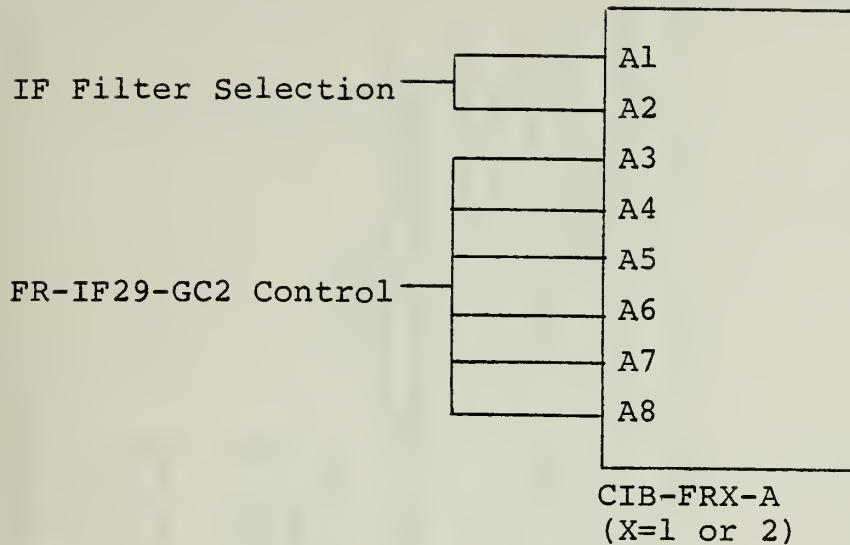 IF Filter Selection
A1
A2
A3
A4
A5
FR-IF29-GC2 Control
A6
A7
A8
CIB-FRX-A
(X=1 or 2)